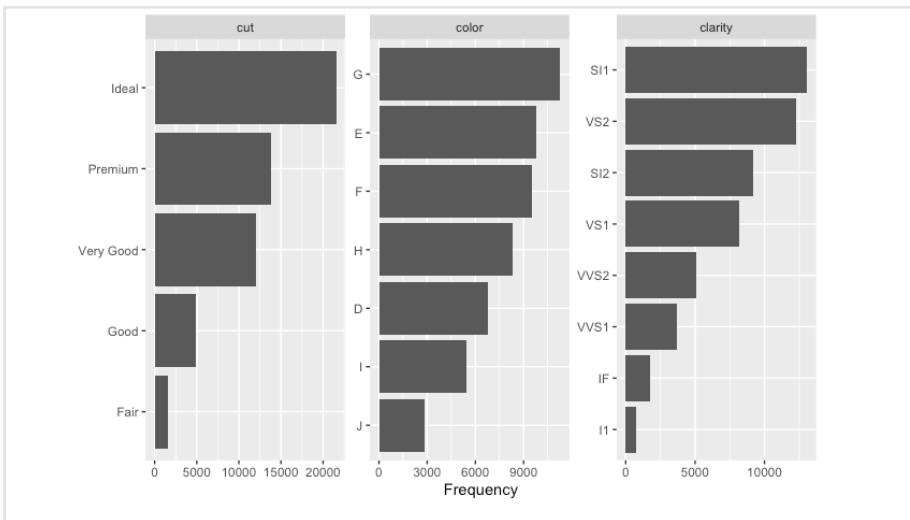 cut
color
clarity
Ideal
Premium
Very Good
Good
Fair
0
5000
10000
15000
20000
G
E
F
H
D
I
J
0
3000
6000
9000
SI1
VS2
SI2
VS1
VVS2
VVS1
IF
I1
0
5000
10000
Frequency